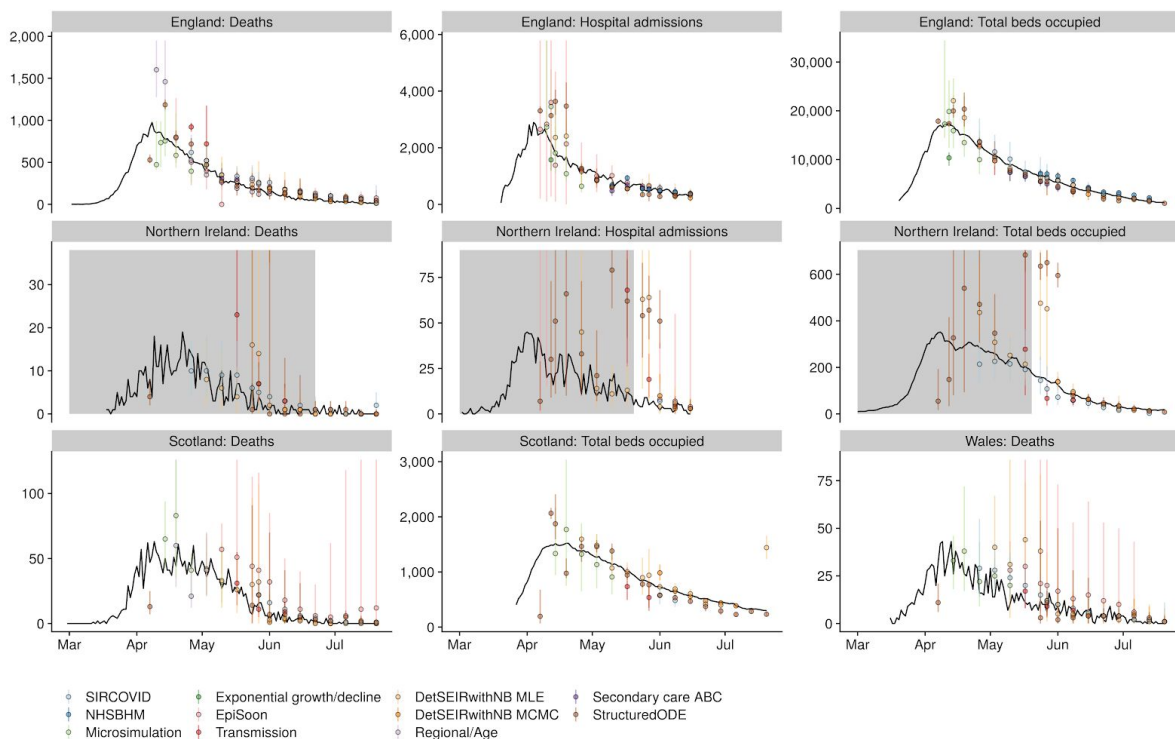 England: Deaths England: Hospital admissions England: Total beds occupied
2,000 6,000
1,500 30,000
1,000 4,000 20,000
500 2,000 10,000
0 0 0
Northern Ireland: Deaths Northern Ireland: Hospital admissions Northern Ireland: Total beds occupied
30 75 600
20 50 400
10 25 200
0 0 0
Scotland: Deaths Scotland: Total beds occupied Wales: Deaths
100 3,000 75
50 2,000 50
1,000 25
0 0 0
Mar Apr May Jun Jul Mar Apr May Jun Jul Mar Apr May Jun Jul
SIRCOVID Exponential growth/decline DetSEIRwithNB MLE Secondary care ABC
NHSBHM EpiSoon DetSEIRwithNB MCMC StructuredODE
Microsimulation Transmission Regional/Age